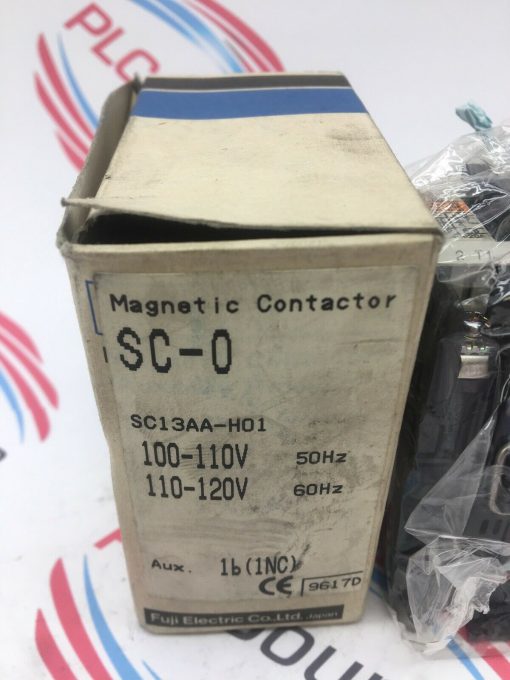 Magnetic Contactor
SC-0
SC13AA-H01
100-110V 50Hz
110-120V 60Hz
Aux. 1b(1NC)
CE 9617D
Fuji Electric Co.,Ltd. Japan
PLC